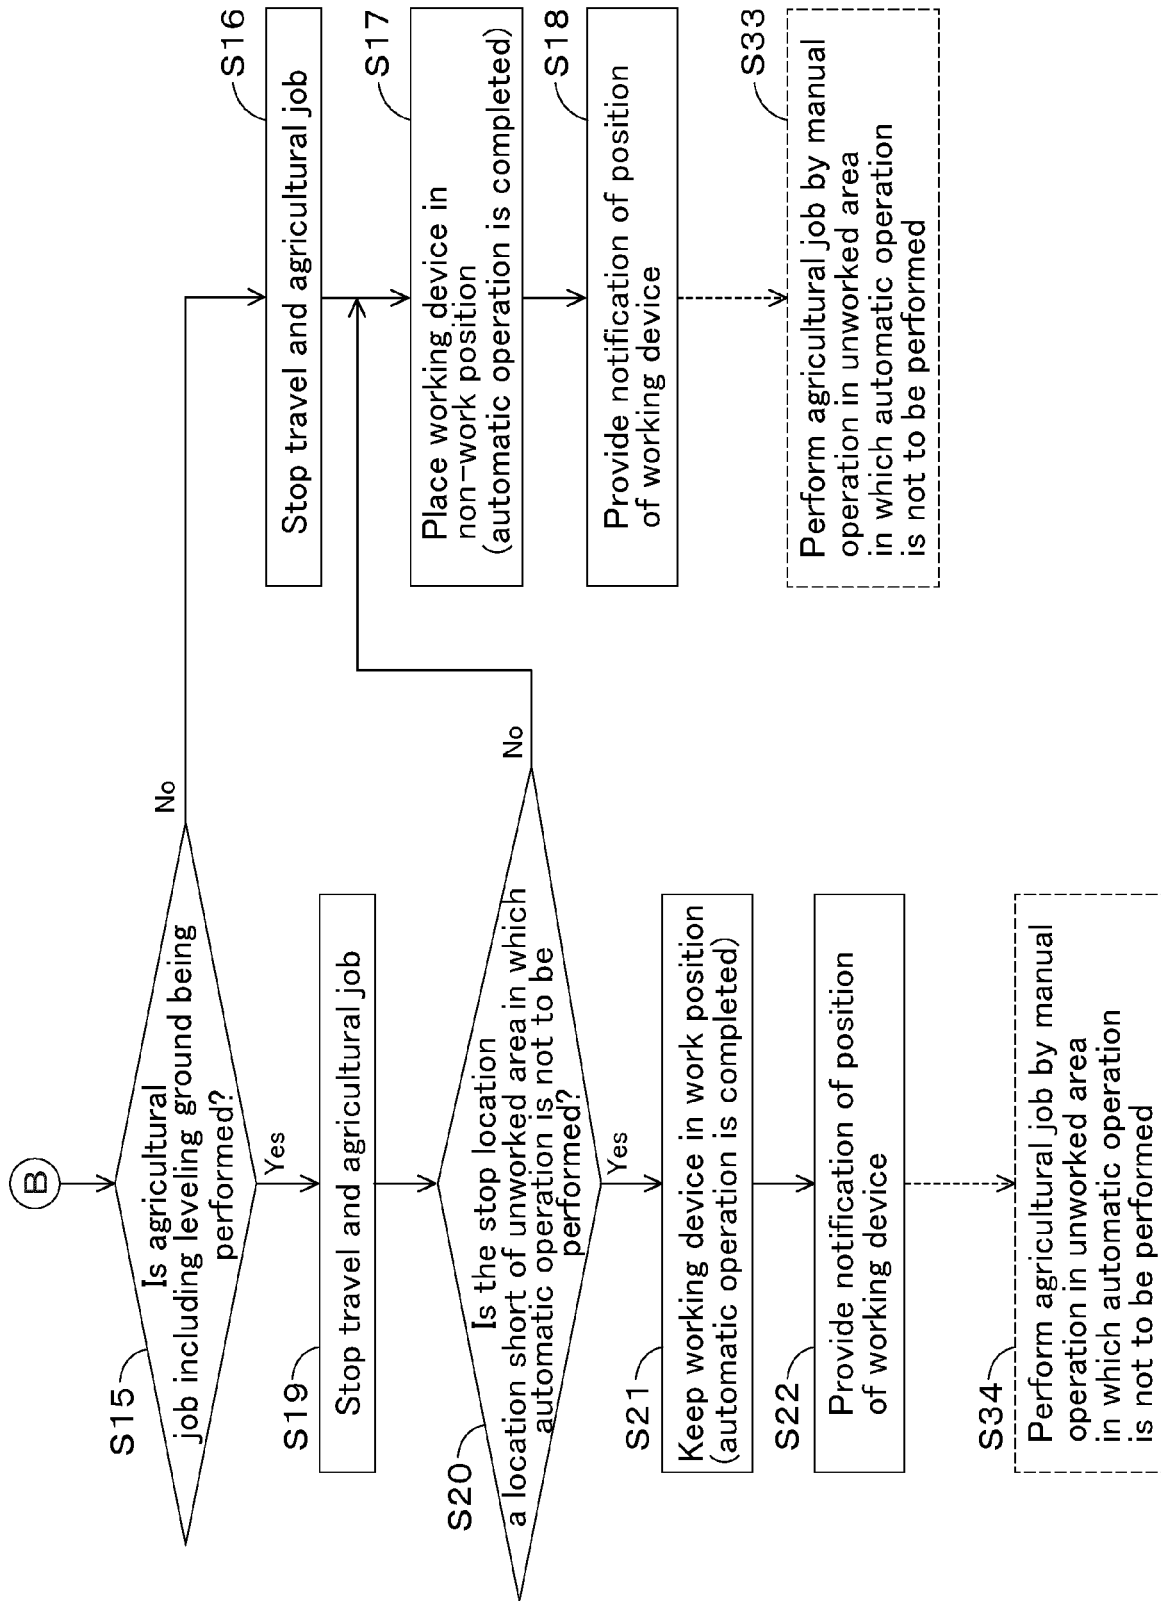 B
S15
Is agricultural
job including leveling ground being
performed?
No
Yes
S16
Stop travel and agricultural job
S17
Place working device in
non-work position
(automatic operation is completed)
S18
Provide notification of position
of working device
S33
Perform agricultural job by manual
operation in unworked area
in which automatic operation
is not to be performed
S19
Stop travel and agricultural job
S20
Is the stop location
a location short of unworked area in which
automatic operation is not to be
performed?
No
Yes
S21
Keep working device in work position
(automatic operation is completed)
S22
Provide notification of position
of working device
S34
Perform agricultural job by manual
operation in unworked area
in which automatic operation
is not to be performed